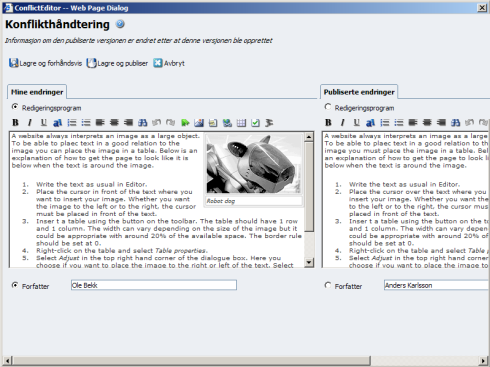 ConflictEditor -- Web Page Dialog
Konflikthåndtering
Informasjon om den publiserte versjonen er endret etter at denne versjonen ble opprettet
Lagre og forhåndsvis Lagre og publiser Avbryt
Mine endringer
Redigeringsprogram
B I U
A website always interprets an image as a large object.
To be able to plaec text in a good relation to the
image you can place the image in a table. Below is an
explanation of how to get the page to look like it is
below when the text is around the image.
Robot dog
1. Write the text as usual in Editor.
2. Place the cursor in front of the text where you
want to insert your image. Whether you want
the image to the left or to the right, the cursor
must be placed in front of the text.
3. Inser t a table using the button on the toolbar. The table should have 1 row
and 1 column. The width can vary depending on the size of the image but it
could be appropriate with around 20% of the available space. The border rule
should be set at 0.
4. Right-click on the table and select Table properties.
5. Select Adjust in the top right hand corner of the dialogue box. Here you
choose if you want to place the image to the right or left of the text. Select
Forfatter Ole Bekk
Publiserte endringer
Redigeringsprogram
B I U
A website always interprets an image as a large
To be able to plaec text in a good relation to the
image you must place the image in a table. Bel
an explanation of how to get the page to look li
below when the text is around the image.
1. Write the text as usual in Editor.
2. Place the cursor over the text where you
want to insert your image. Whether you want the
to the left or to the right, the cursor mus
placed in front of the text.
3. Inser t a table using the button on the to
and 1 column. The width can vary depen
could be appropriate with around 20% of
should be set at 0.
4. Right-click on the table and select Table p
5. Select Adjust in the top right hand corner
choose if you want to place the image to
Forfatter Anders Karlsson